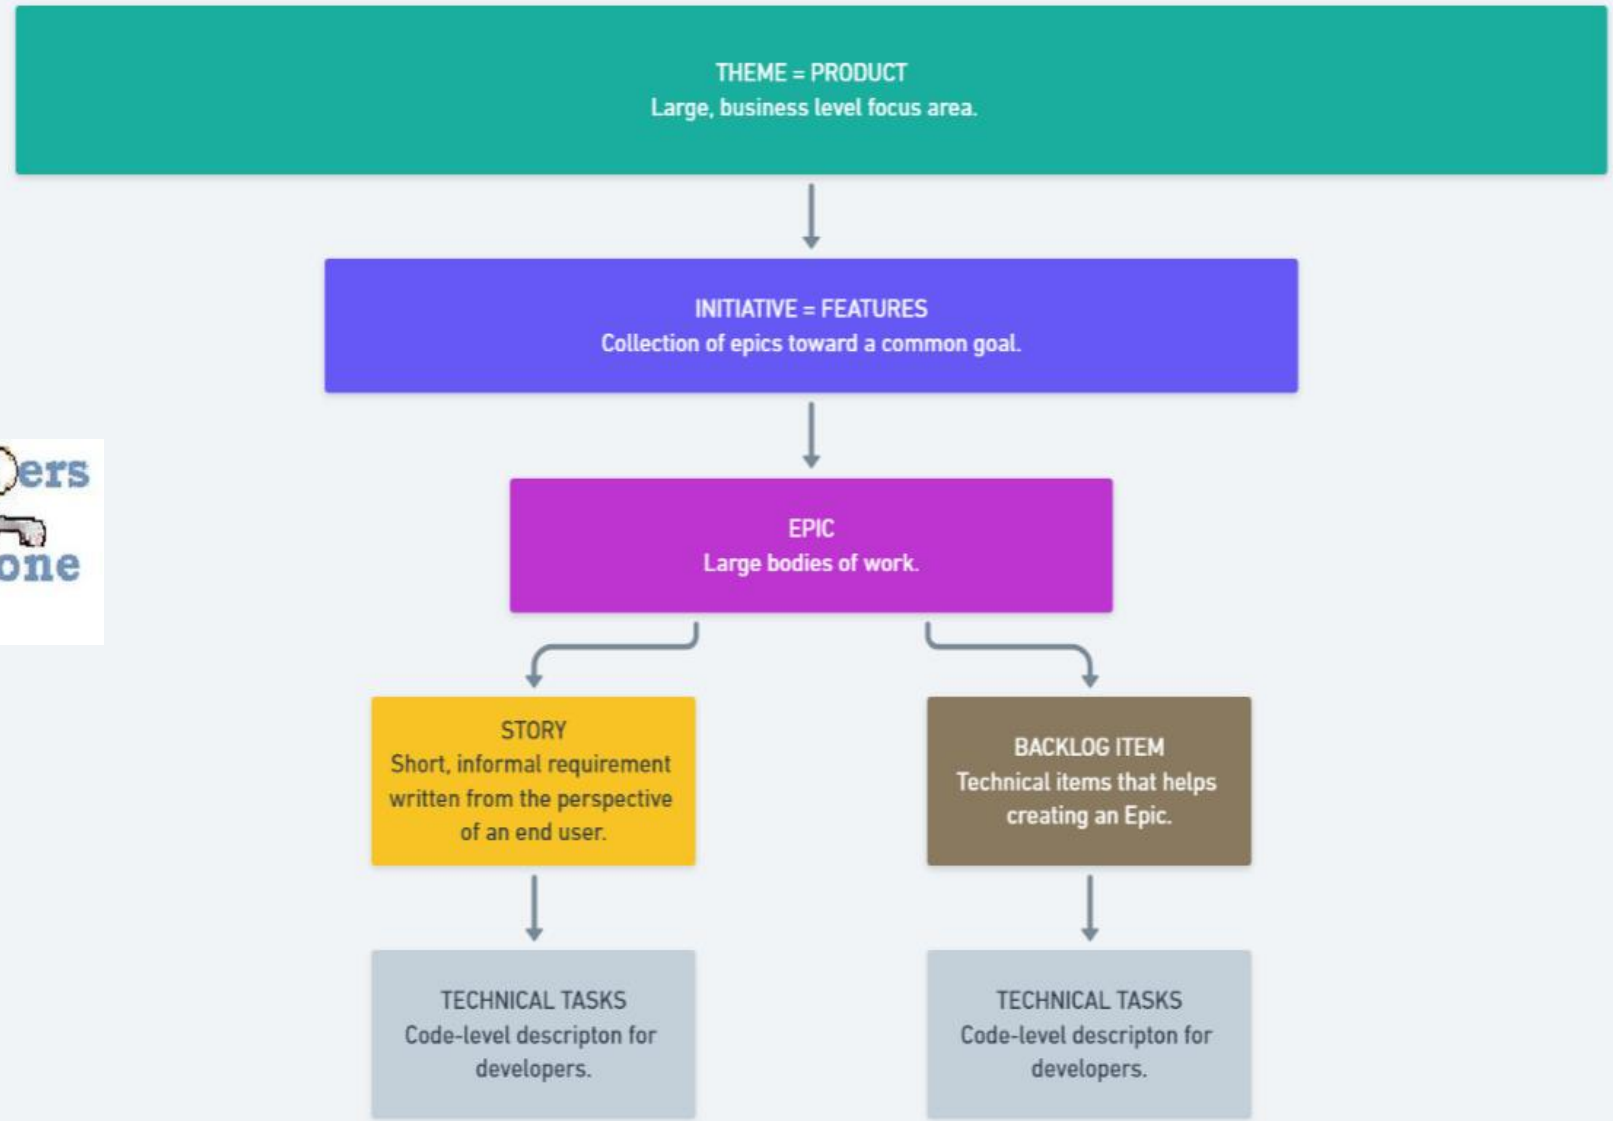 THEME = PRODUCT
Large, business level focus area.
INITIATIVE = FEATURES
Collection of epics toward a common goal.
ers
one
EPIC
Large bodies of work.
STORY
Short, informal requirement
written from the perspective
of an end user.
BACKLOG ITEM
Technical items that helps
creating an Epic.
TECHNICAL TASKS
Code-level descripton for
developers.
TECHNICAL TASKS
Code-level descripton for
developers.